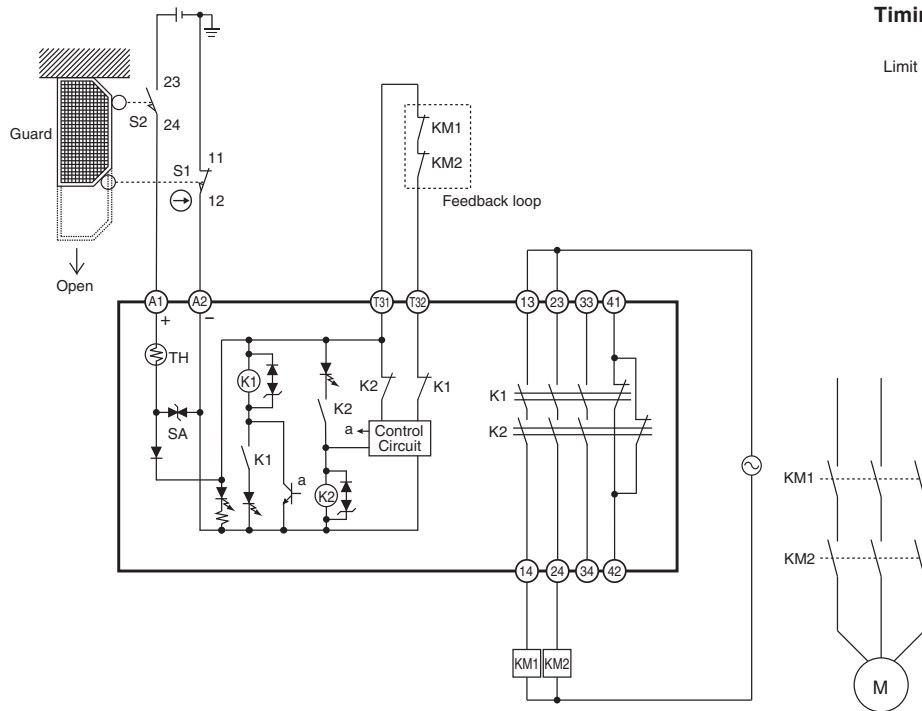 Timin
Limit
23
S2
24
Guard
11
S1
12
Open
KM1
KM2
Feedback loop
A1
A2
T31
T32
13
23
33
41
+
−
TH
SA
K1
K1
K2
K2
a
K2
K1
Control
Circuit
a
K1
K2
14
24
34
42
KM1
KM2
KM1
KM2
M